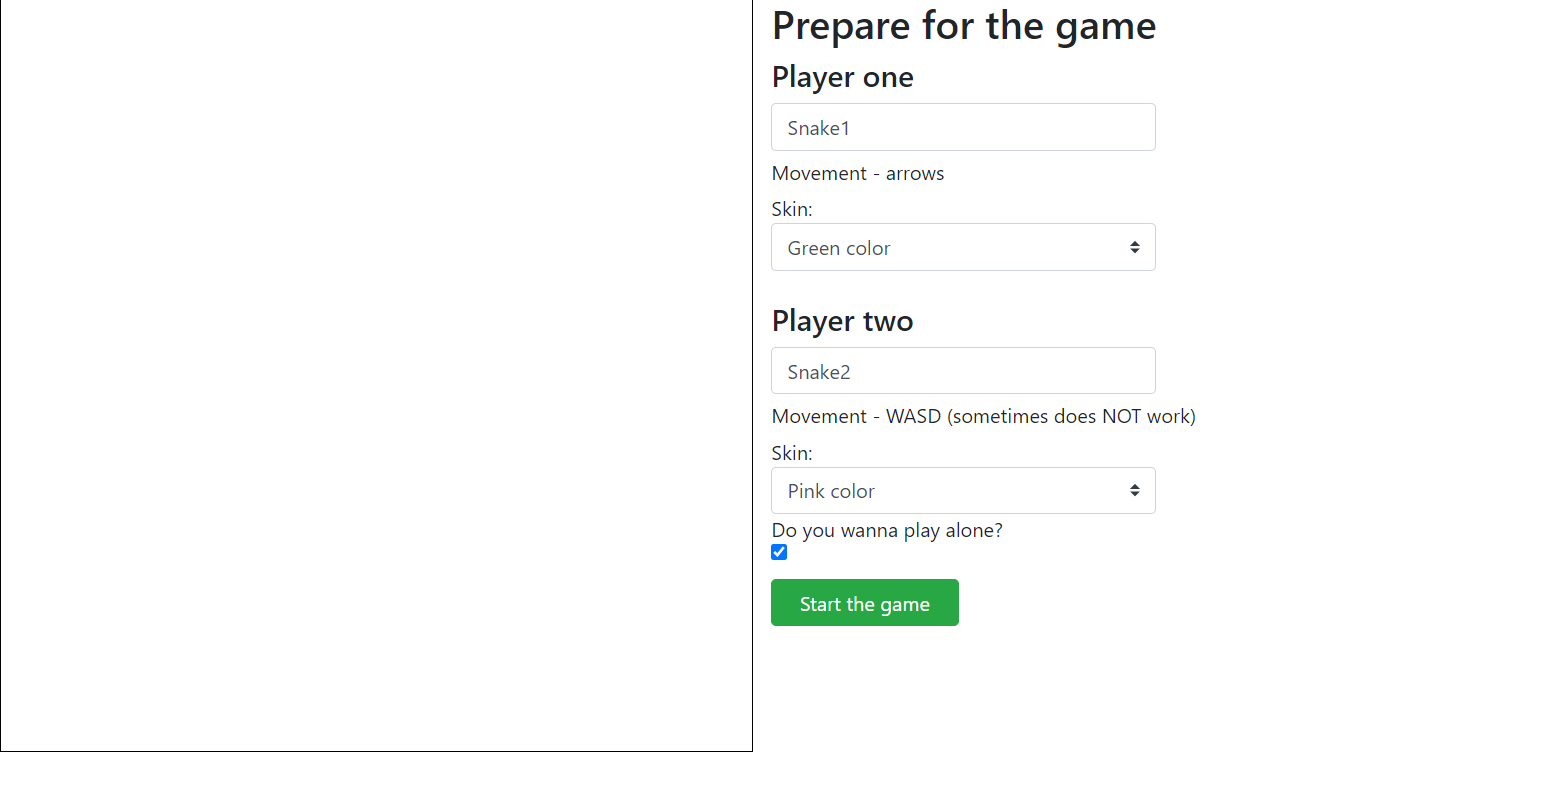 Prepare for the game
Player one
Snake1
Movement - arrows
Skin:
Green color
Player two
Snake2
Movement - WASD (sometimes does NOT work)
Skin:
Pink color
Do you wanna play alone?
Start the game